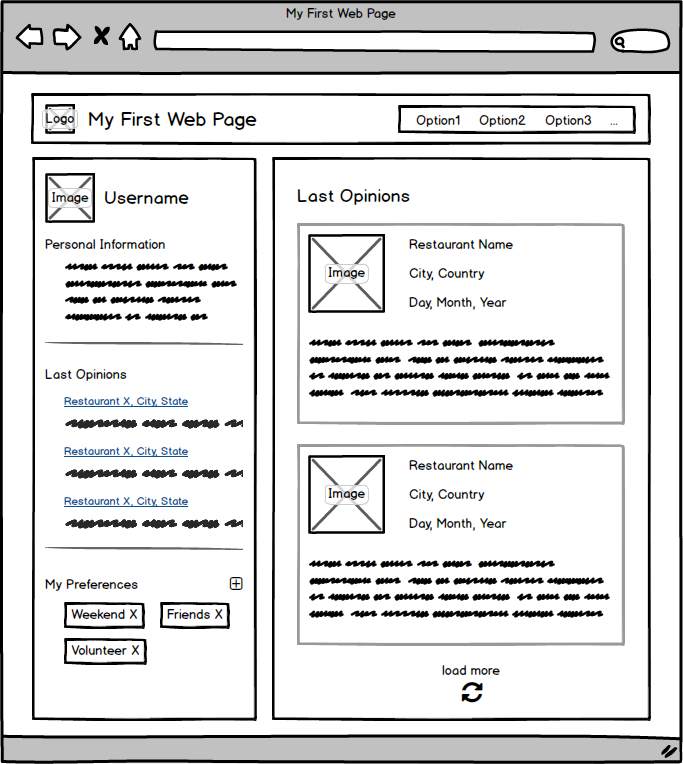 My First Web Page
Logo
My First Web Page
Option1 Option2 Option3 ...
Image
Username
Personal Information
Last Opinions
Restaurant X, City, State
Restaurant X, City, State
Restaurant X, City, State
My Preferences
Weekend X
Friends X
Volunteer X
Last Opinions
Image
Restaurant Name
City, Country
Day, Month, Year
Image
Restaurant Name
City, Country
Day, Month, Year
load more